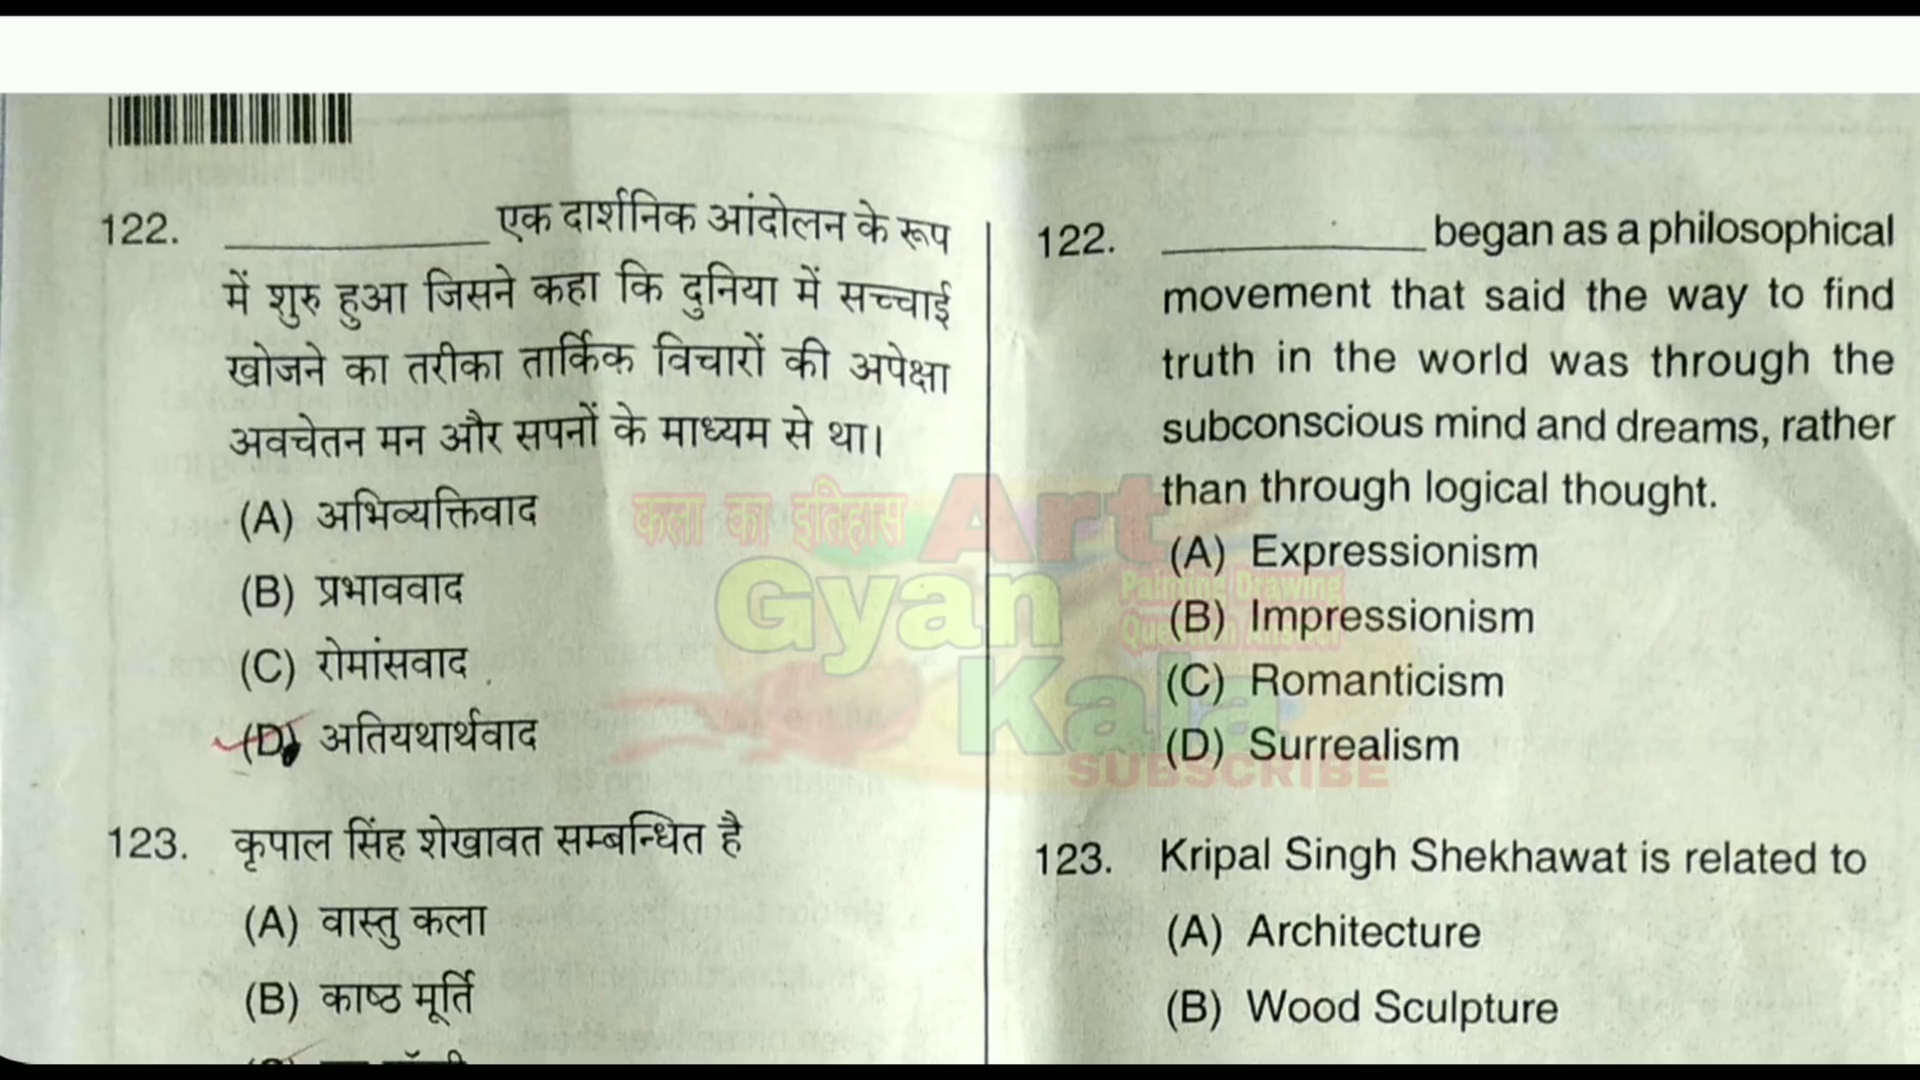 122. ____________ एक दार्शनिक आंदोलन के रूप
में शुरु हुआ जिसने कहा कि दुनिया में सच्चाई
खोजने का तरीका तार्किक विचारों की अपेक्षा
अवचेतन मन और सपनों के माध्यम से था।
(A) अभिव्यक्तिवाद
(B) प्रभाववाद
(C) रोमांसवाद
(D) अतियथार्थवाद
123. कृपाल सिंह शेखावत सम्बन्धित है
(A) वास्तु कला
(B) काष्ठ मूर्ति
122. ____________ began as a philosophical
movement that said the way to find
truth in the world was through the
subconscious mind and dreams, rather
than through logical thought.
(A) Expressionism
(B) Impressionism
(C) Romanticism
(D) Surrealism
123. Kripal Singh Shekhawat is related to
(A) Architecture
(B) Wood Sculpture
कला का इतिहास Art
Gyan
Painting Drawing
Kala
SUBSCRIBE